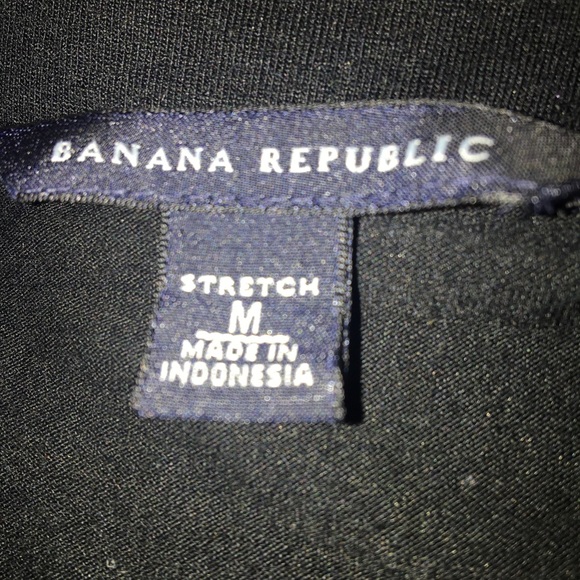 BANANA REPUBLIC
STRETCH
M
MADE IN
INDONESIA